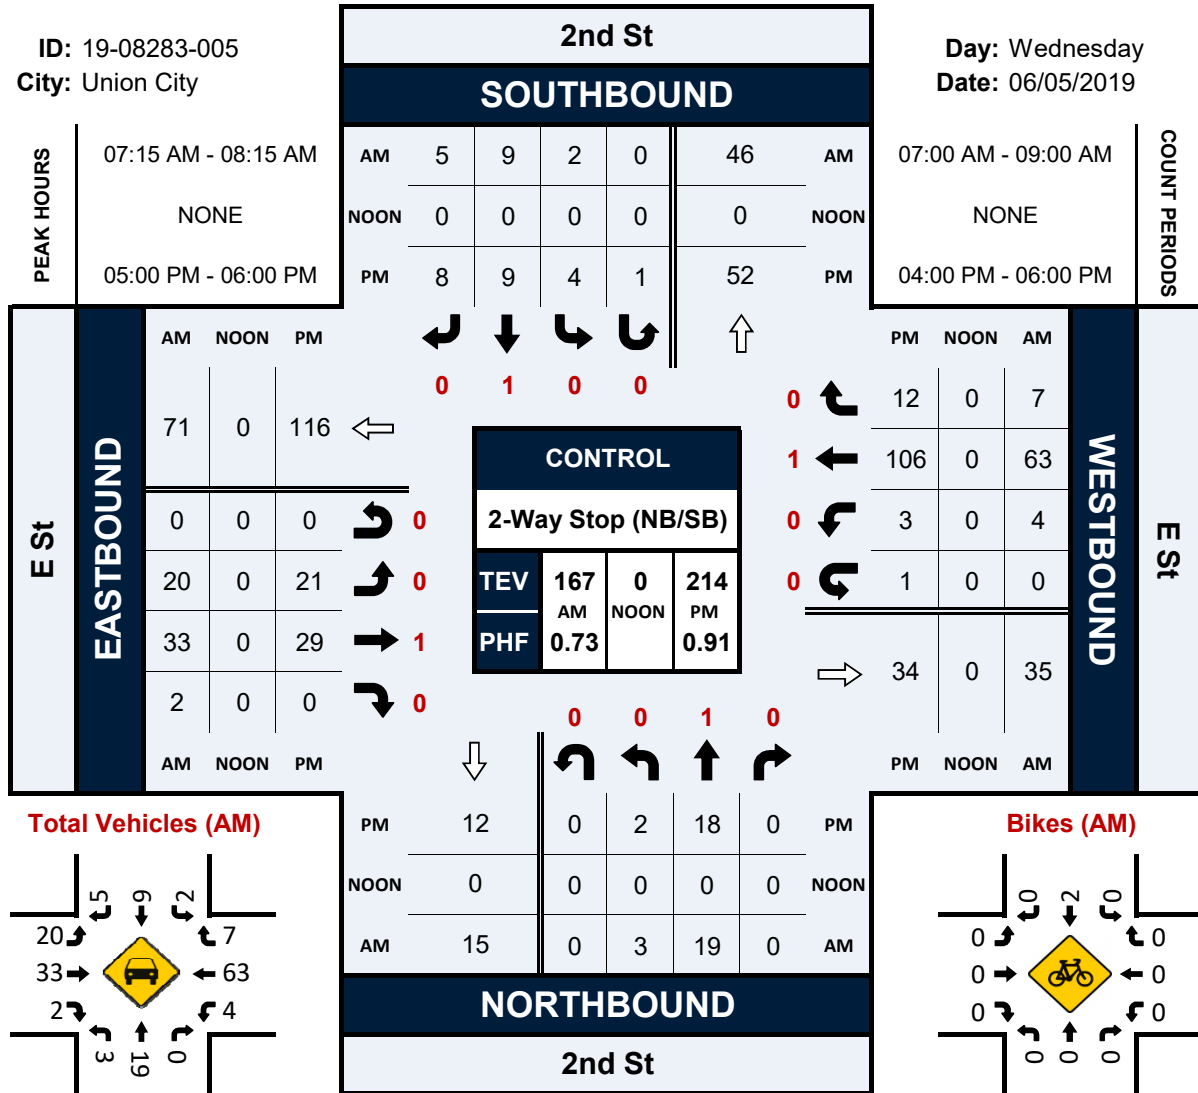 2nd St
ID: 19-08283-005
Day: Wednesday
City: Union City
Date: 06/05/2019
SOUTHBOUND
PEAK HOURS
07:15 AM - 08:15 AM
NONE
05:00 PM - 06:00 PM
AM 5 9 2 0 46 AM
NOON 0 0 0 0 0 NOON
PM 8 9 4 1 52 PM
07:00 AM - 09:00 AM
NONE
04:00 PM - 06:00 PM
COUNT PERIODS
0 1 0 0
E St
EASTBOUND
AM NOON PM
71 0 116
0 0 0 0
20 0 21 0
33 0 29 1
2 0 0 0
AM NOON PM
CONTROL
2-Way Stop (NB/SB)
TEV 167 0 214
AM NOON PM
PHF 0.73 0.91
PM NOON AM
0 12 0 7
1 106 0 63
0 3 0 4
0 1 0 0
34 0 35
PM NOON AM
WESTBOUND
E St
0 0 1 0
PM 12 0 2 18 0 PM
NOON 0 0 0 0 0 NOON
AM 15 0 3 19 0 AM
NORTHBOUND
2nd St
Total Vehicles (AM)
5 9 2
20 7
33 63
2 4
3 19 0
Bikes (AM)
0 2 0
0 0
0 0
0 0
0 0 0